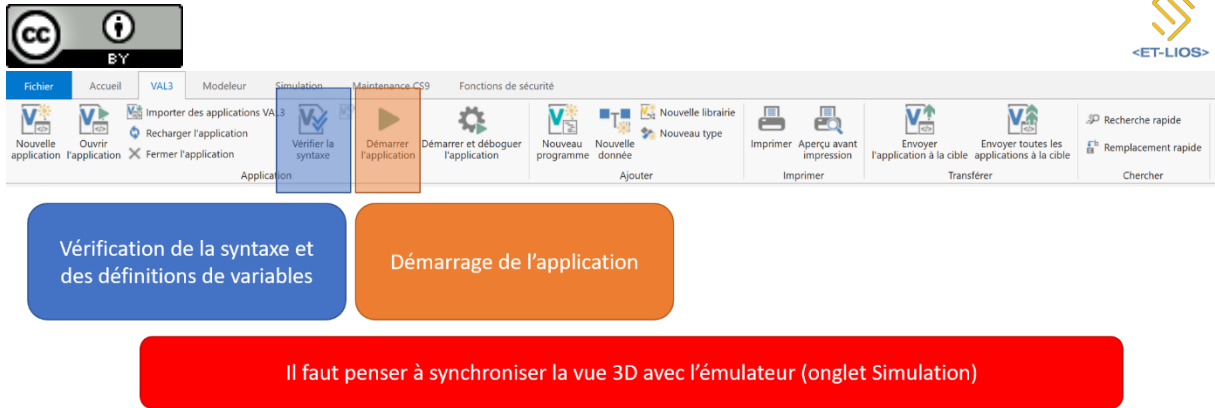 cc
BY
<ET-LIOS>
Fichier Accueil VAL3 Modeleur Simulation Maintenance CS9 Fonctions de sécurité
Nouvelle application
Ouvrir l'application
Importer des applications VAL3
Recharger l'application
Fermer l'application
Vérifier la syntaxe
Démarrer l'application
Démarrer et déboguer l'application
Application
Nouveau programme
Nouvelle donnée
Nouvelle librairie
Nouveau type
Ajouter
Imprimer
Aperçu avant impression
Imprimer
Envoyer l'application à la cible
Envoyer toutes les applications à la cible
Transférer
Recherche rapide
Remplacement rapide
Chercher
Vérification de la syntaxe et
des définitions de variables
Démarrage de l'application
Il faut penser à synchroniser la vue 3D avec l'émulateur (onglet Simulation)